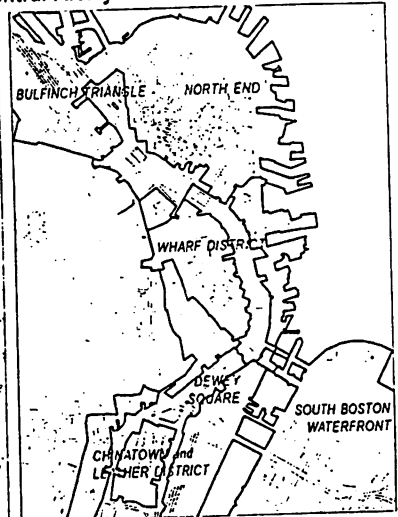 BULFINCH TRIANGLE
NORTH END
WHARF DISTRICT
DEWEY
SQUARE
SOUTH BOSTON
WATERFRONT
CHINATOWN and
LEATHER DISTRICT